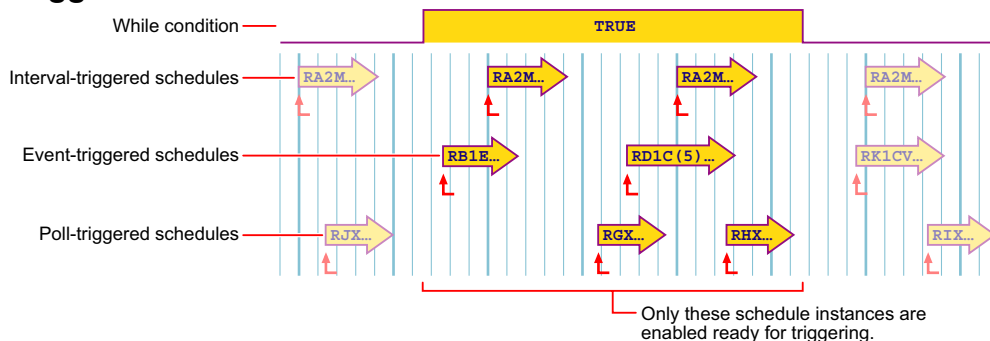 While condition
TRUE
Interval-triggered schedules
RA2M… RA2M… RA2M… RA2M…
Event-triggered schedules
RB1E… RD1C(5)… RK1CV…
Poll-triggered schedules
RJX… RGX… RHX… RIX…
Only these schedule instances are
enabled ready for triggering.